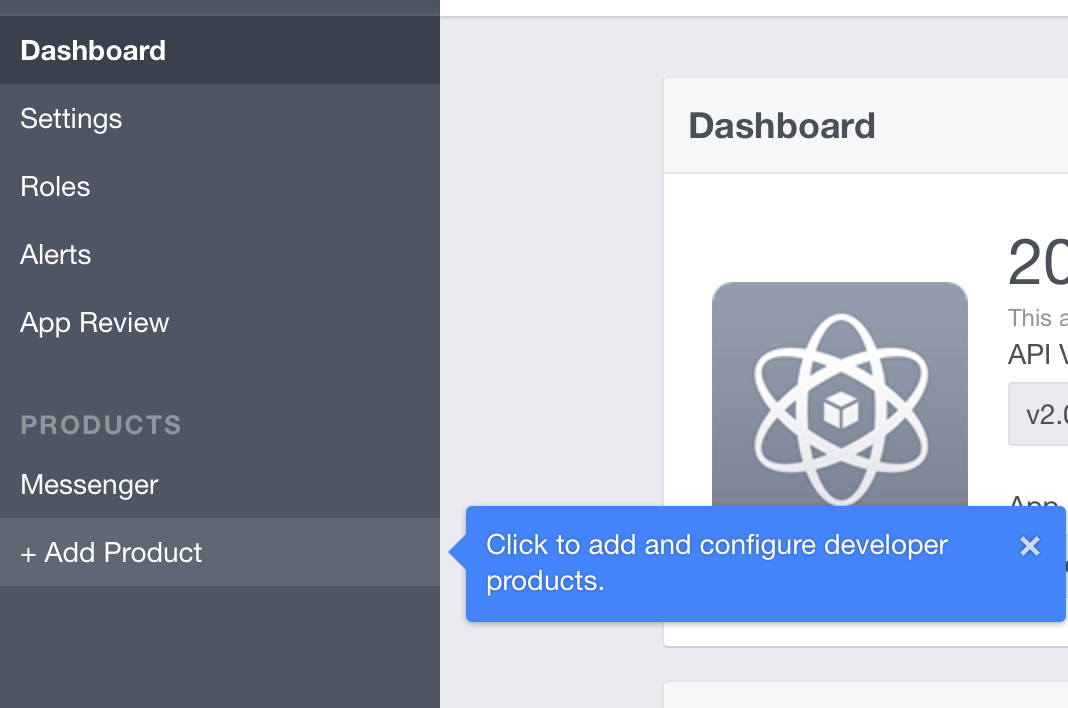 Dashboard
Settings
Roles
Alerts
App Review
PRODUCTS
Messenger
+ Add Product
Dashboard
20
This a
API V
v2.0
App
Click to add and configure developer
products.